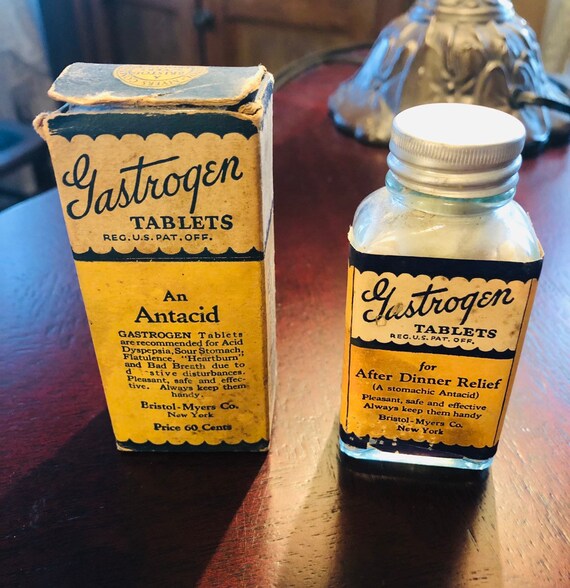 Gastrogen
TABLETS
REG. U.S. PAT. OFF.
An
Antacid
GASTROGEN Tablets
are recommended for Acid
Dyspepsia, Sour Stomach,
Flatulence, "Heartburn",
and Bad Breath due to
d stive disturbances.
Pleasant, safe and effec-
tive. Always keep them
handy.
Bristol-Myers Co.
New York
Price 60 Cents
Gastrogen
TABLETS
REG. U.S. PAT. OFF.
for
After Dinner Relief
(A stomachic Antacid)
Pleasant, safe and effective
Always keep them handy
Bristol-Myers Co.
New York